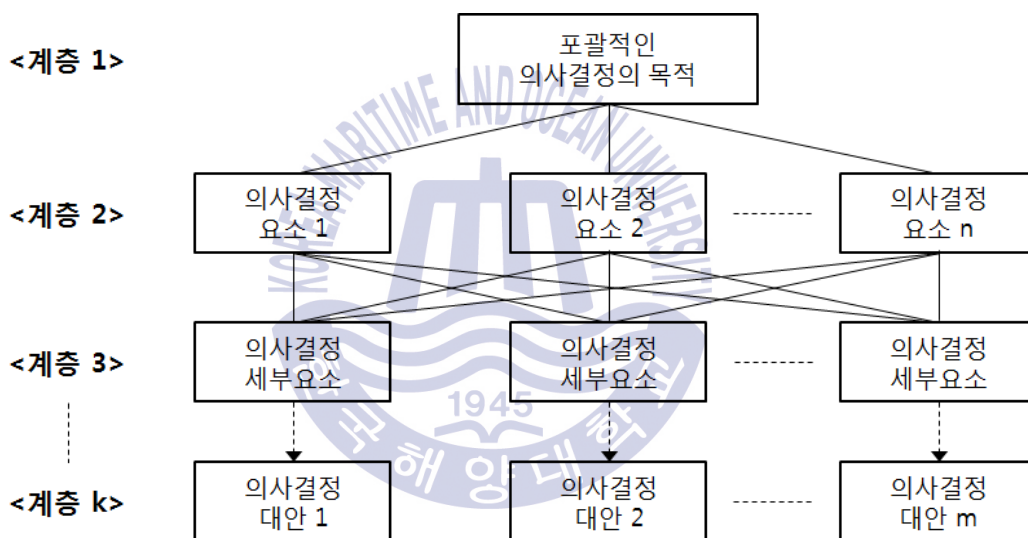 <계층 1>
포괄적인
의사결정의 목적
KOREA MARITIME AND OCEAN UNIVERSITY
<계층 2>
의사결정
요소 1
의사결정
요소 2
의사결정
요소 n
<계층 3>
의사결정
세부요소
의사결정
세부요소
의사결정
세부요소
1945
한국해양대학교
<계층 k>
의사결정
대안 1
의사결정
대안 2
의사결정
대안 m